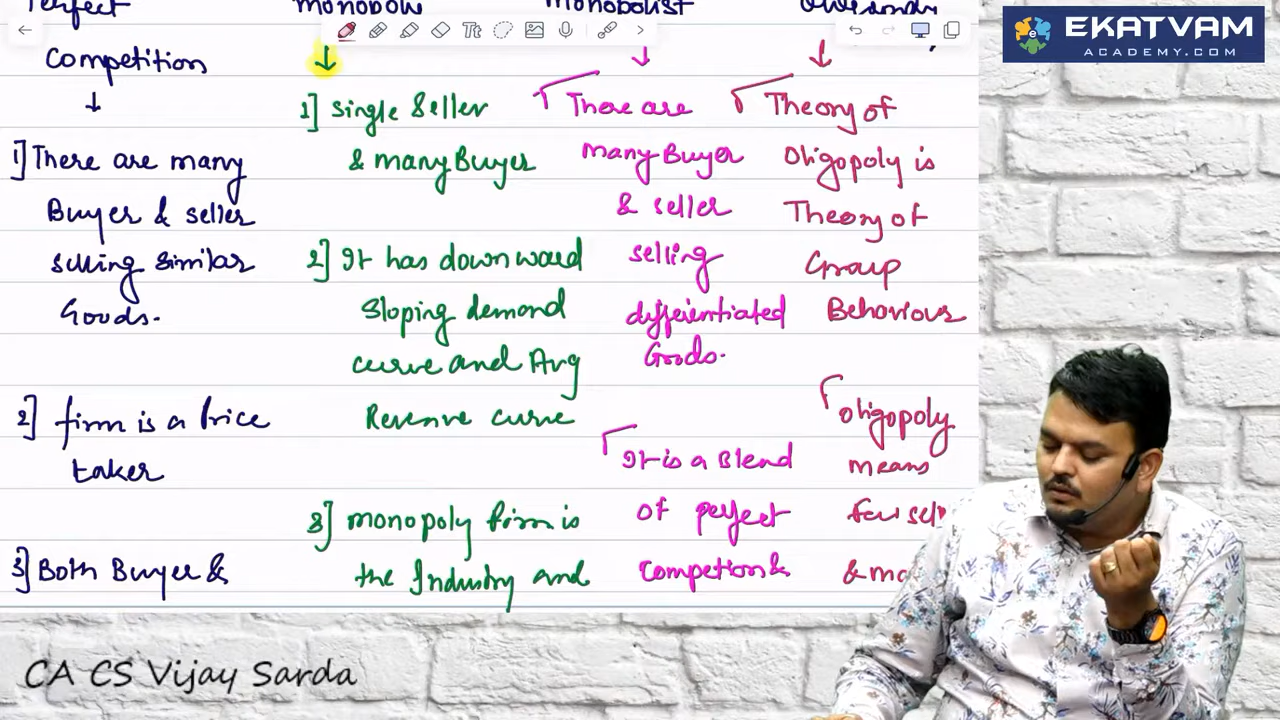 Perfect
Competition
↓
1] There are many
Buyer & seller
selling similar
Goods.
2] firm is a Price
taker
3] Both Buyer &
↓
1] Single Seller
& many Buyer
2] It has downward
Sloping demand
curve and Avg
Revenue curve
3] monopoly firm is
the Industry and
↓
There are
many Buyer
& seller
selling
differentiated
Goods.
It is a Blend
of perfect
Competion &
↓
Theory of
Oligopoly is
Theory of
Group
Behaviour
Oligopoly
means
few
&
EKATVAM
ACADEMY.COM
CA CS Vijay Sarda